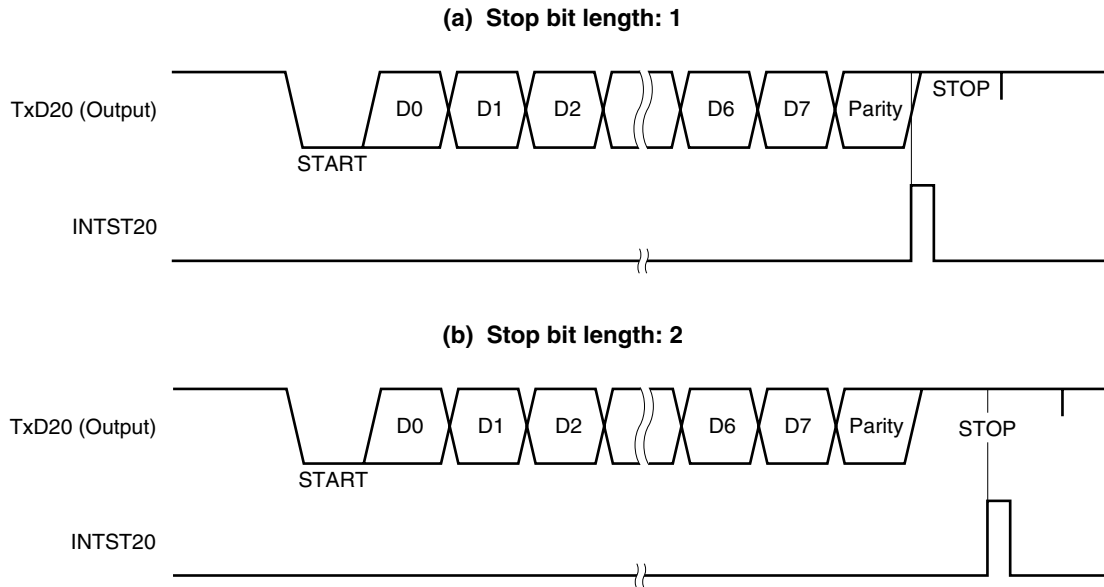 (a) Stop bit length: 1
TxD20 (Output)
D0
D1
D2
D6
D7
Parity
STOP
START
INTST20
(b) Stop bit length: 2
TxD20 (Output)
D0
D1
D2
D6
D7
Parity
STOP
START
INTST20